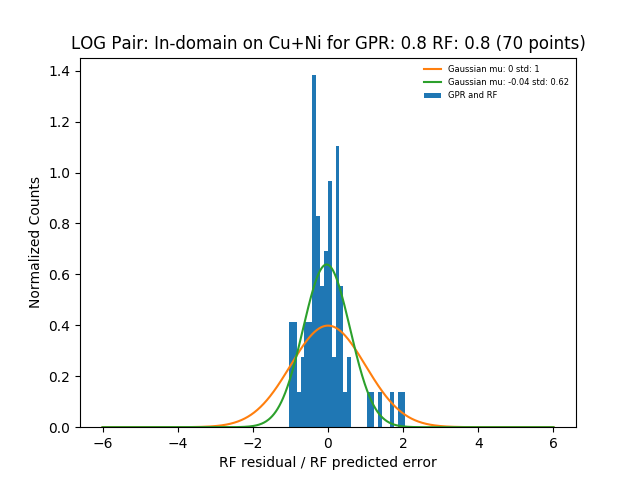 LOG Pair: In-domain on Cu+Ni for GPR: 0.8 RF: 0.8 (70 points)
Gaussian mu: 0 std: 1
Gaussian mu: -0.04 std: 0.62
GPR and RF
Normalized Counts
1.4
1.2
1.0
0.8
0.6
0.4
0.2
0.0
−6 −4 −2 0 2 4 6
RF residual / RF predicted error